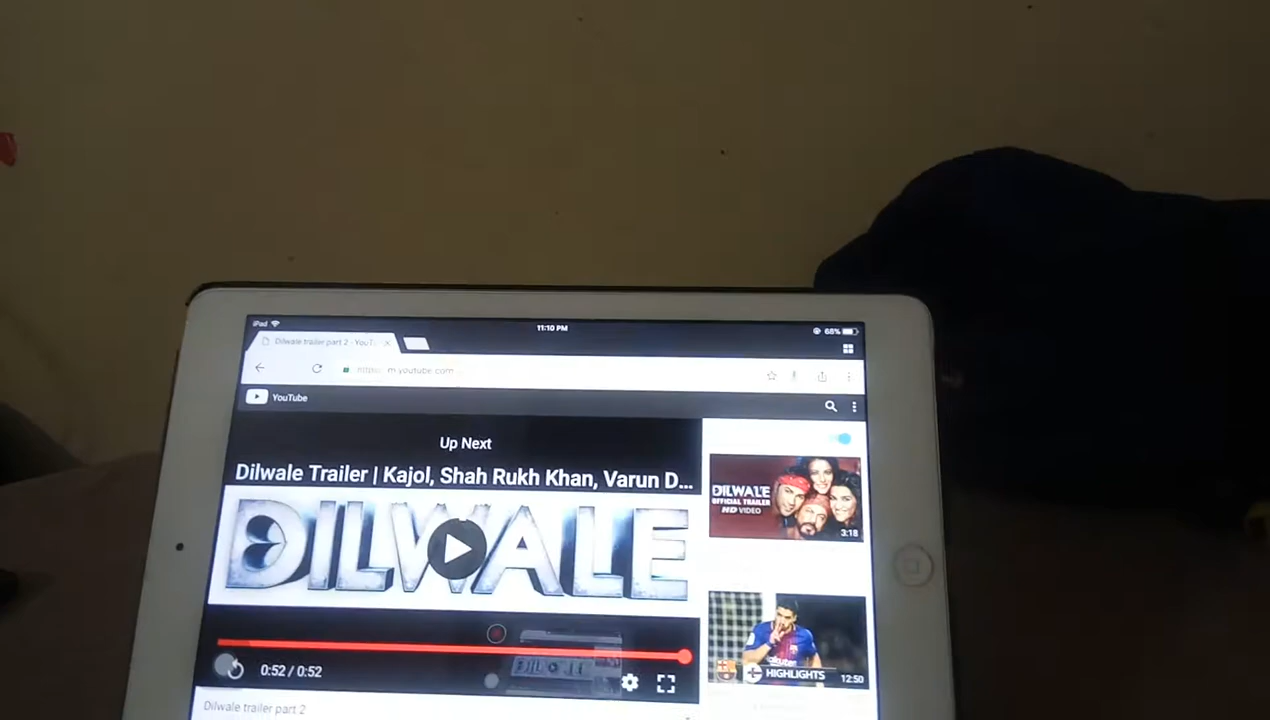 iPad
11:10 PM
68%
Dilwale trailer part 2 - YouTu
https: m.youtube.com
YouTube
Up Next
Dilwale Trailer | Kajol, Shah Rukh Khan, Varun D...
DILWALE
0:52 / 0:52
Dilwale trailer part 2
DILWALE
OFFICIAL TRAILER
HD VIDEO
3:18
HIGHLIGHTS
12:50